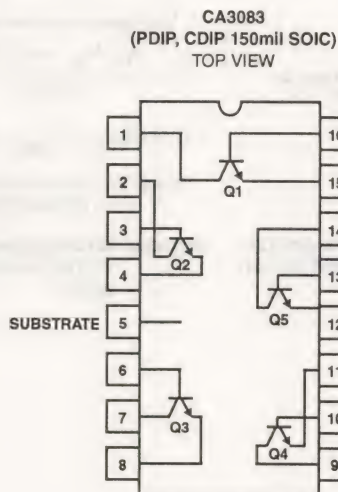 CA3083
(PDIP, CDIP 150mil SOIC)
TOP VIEW
1
16
2
Q1
15
3
14
Q2
4
13
Q5
SUBSTRATE 5
12
6
11
7
Q3
10
Q4
8
9